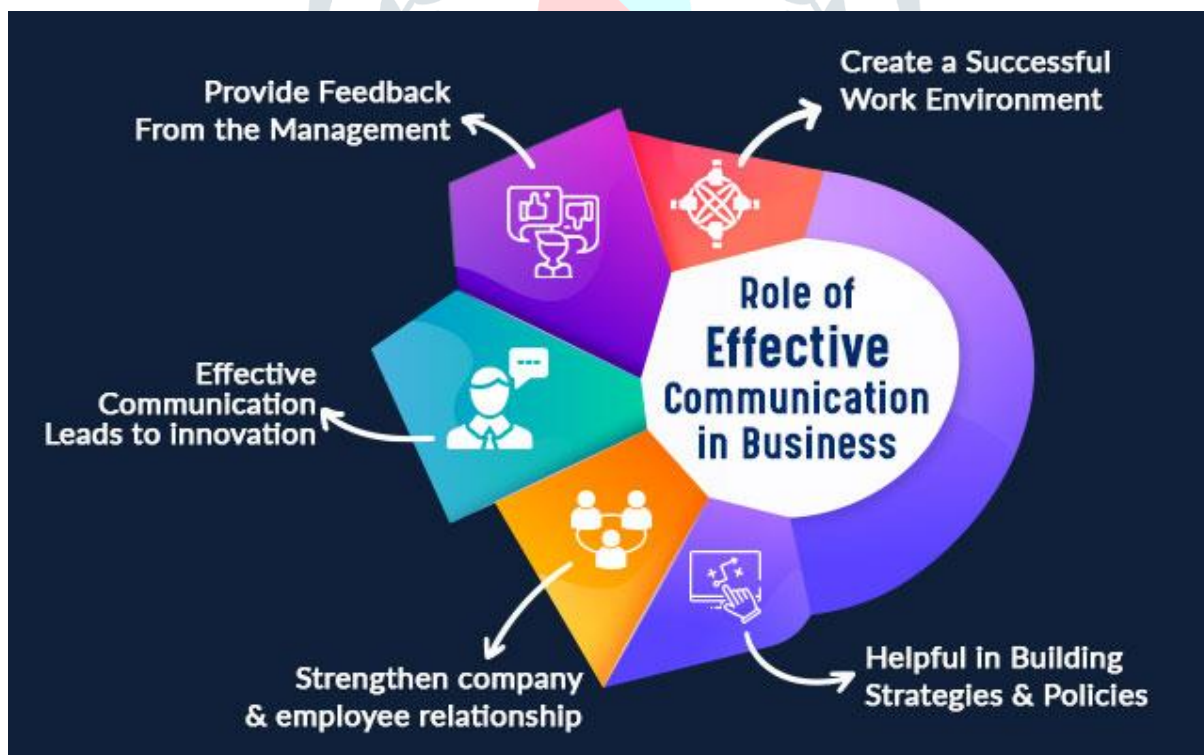 Provide Feedback
From the Management
Create a Successful
Work Environment
Role of
Effective
Communication
in Business
Effective
Communication
Leads to innovation
Strengthen company
& employee relationship
Helpful in Building
Strategies & Policies